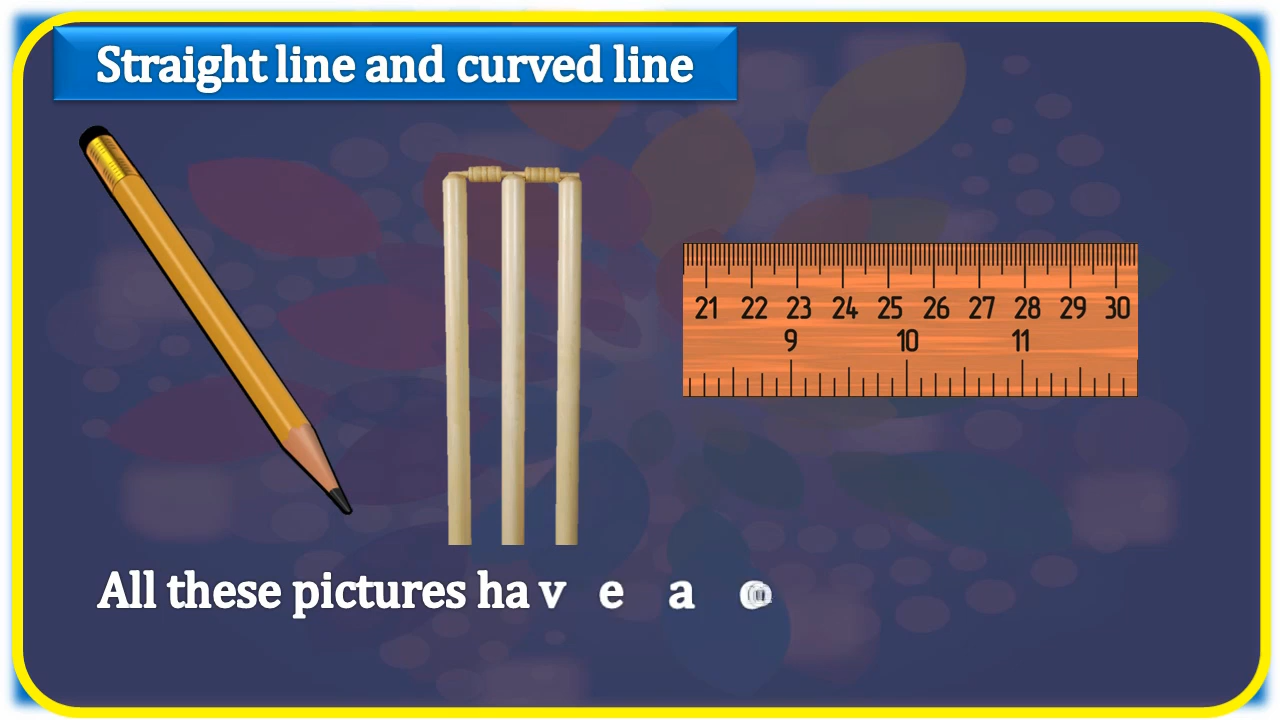 Straight line and curved line
21 22 23 24 25 26 27 28 29 30
9 10 11
All these pictures have a